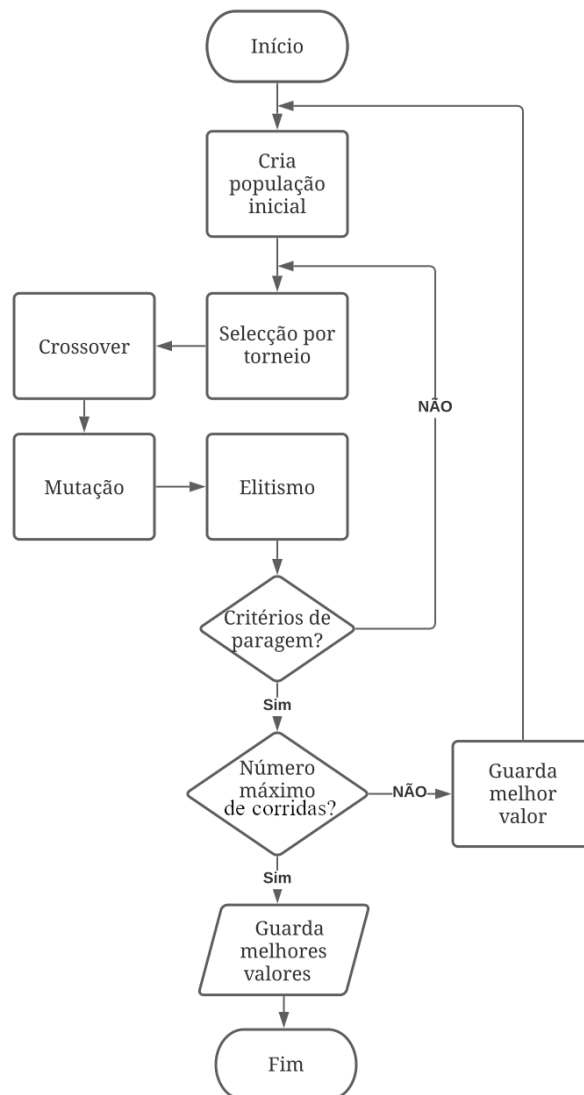 Início
Cria
população
inicial
Selecção por
torneio
Crossover
NÃO
Mutação
Elitismo
Critérios de
paragem?
Sim
Número
máximo
de corridas?
NÃO
Guarda
melhor
valor
Sim
Guarda
melhores
valores
Fim